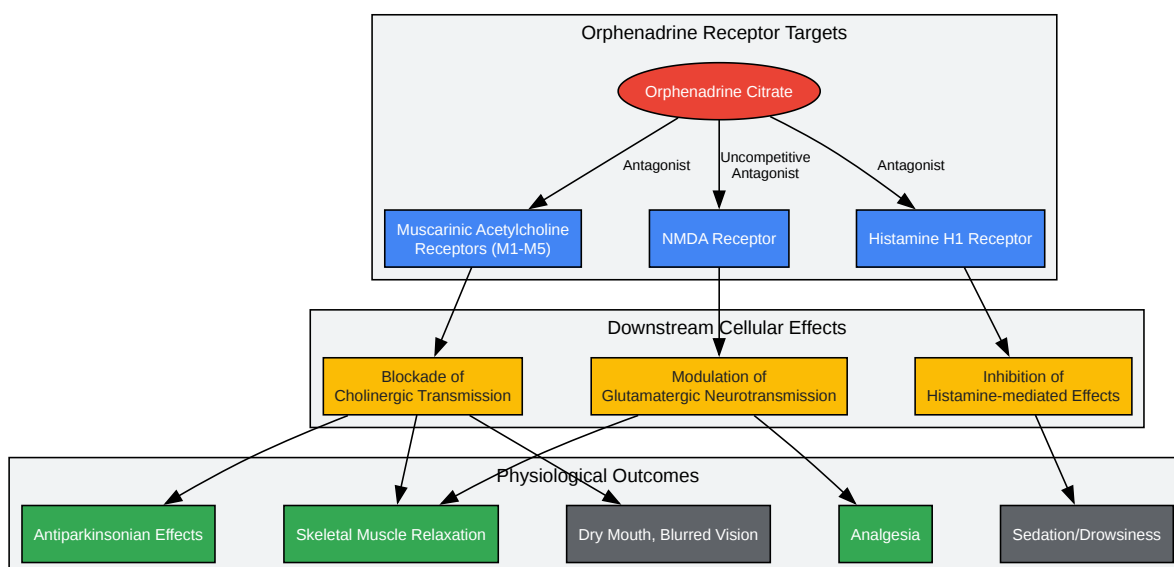 Orphenadrine Receptor Targets
Orphenadrine Citrate
Antagonist
Uncompetitive
Antagonist
Antagonist
Muscarinic Acetylcholine
Receptors (M1-M5)
NMDA Receptor
Histamine H1 Receptor
Downstream Cellular Effects
Blockade of
Cholinergic Transmission
Modulation of
Glutamatergic Neurotransmission
Inhibition of
Histamine-mediated Effects
Physiological Outcomes
Antiparkinsonian Effects
Skeletal Muscle Relaxation
Dry Mouth, Blurred Vision
Analgesia
Sedation/Drowsiness